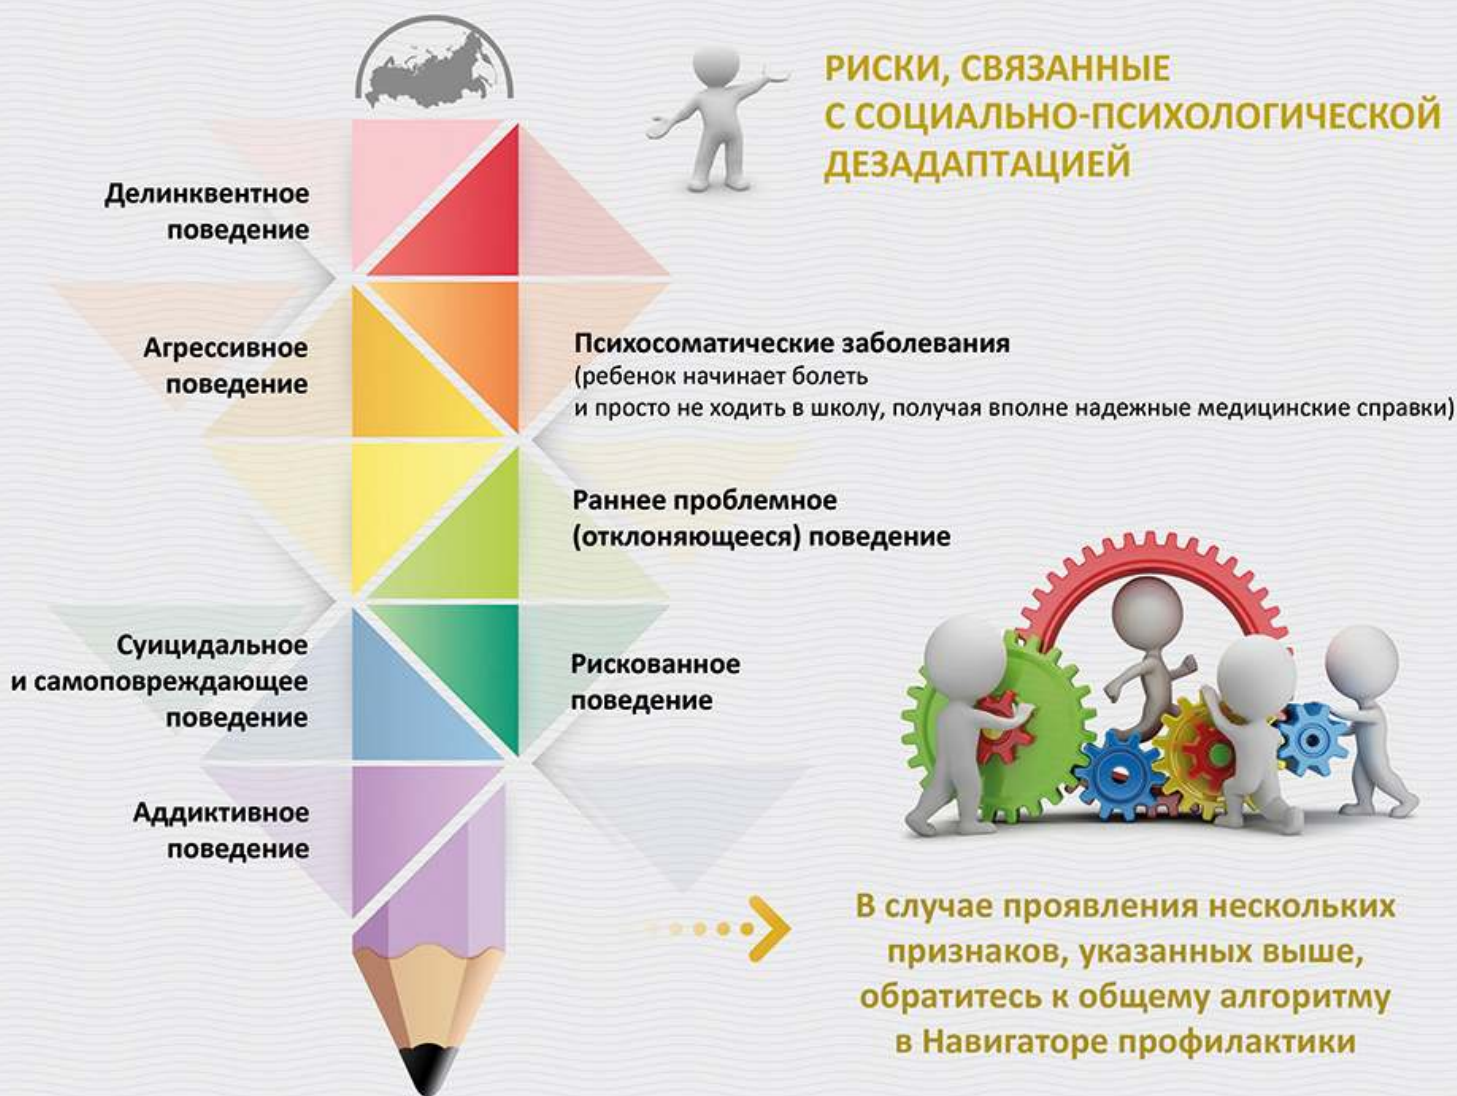 РИСКИ, СВЯЗАННЫЕ
С СОЦИАЛЬНО-ПСИХОЛОГИЧЕСКОЙ
ДЕЗАДАПТАЦИЕЙ
Делинквентное
поведение
Агрессивное
поведение
Психосоматические заболевания
(ребенок начинает болеть
и просто не ходить в школу, получая вполне надежные медицинские справки)
Раннее проблемное
(отклоняющееся) поведение
Суицидальное
и самоповреждающее
поведение
Рискованное
поведение
Аддиктивное
поведение
В случае проявления нескольких
признаков, указанных выше,
обратитесь к общему алгоритму
в Навигаторе профилактики